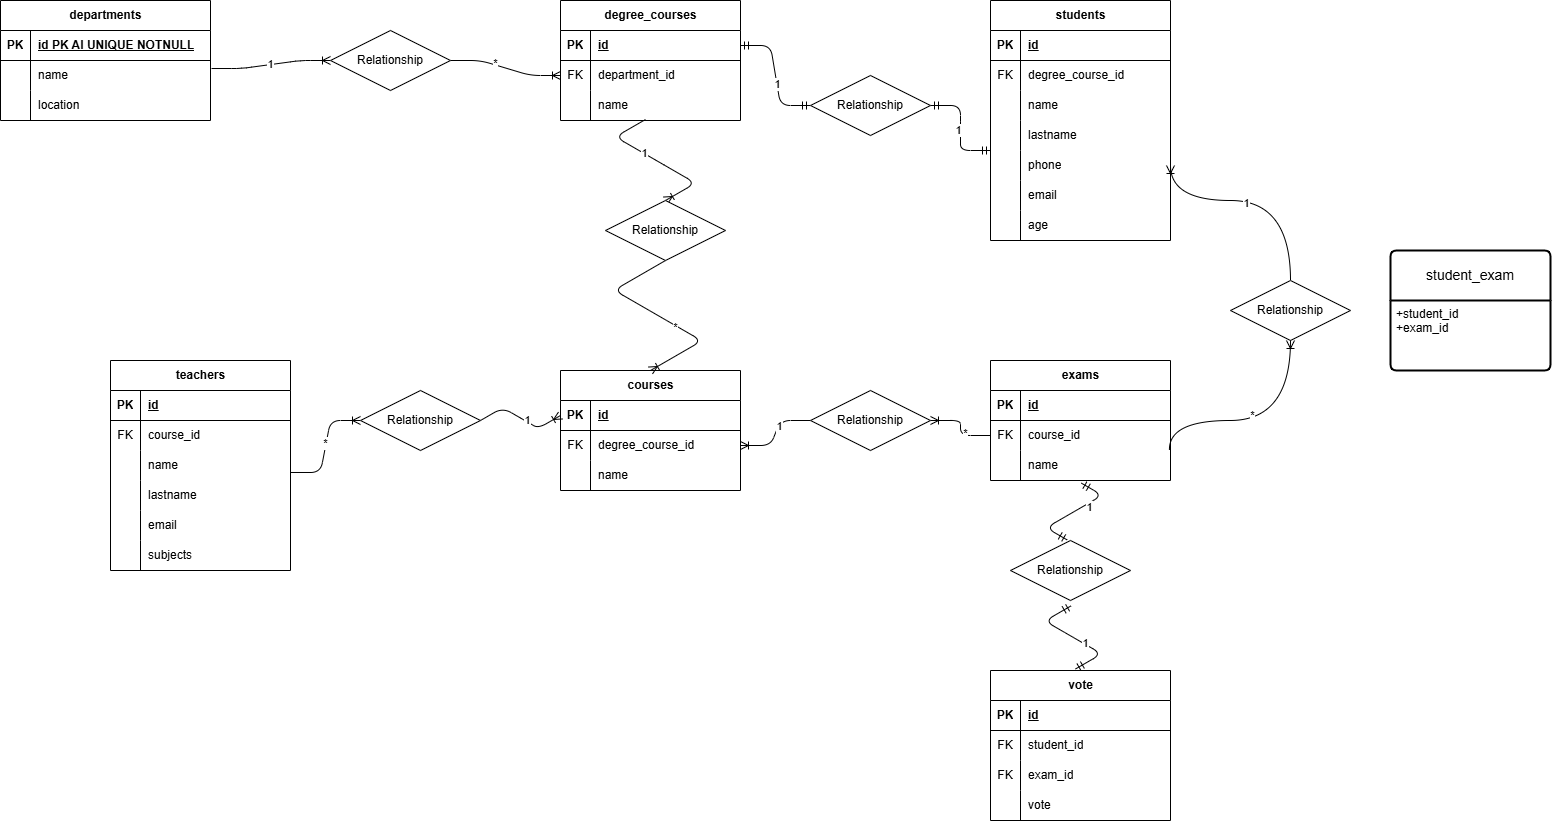 departments
PK id PK AI UNIQUE NOTNULL
name
location
1
Relationship
*
degree_courses
PK id
FK department_id
name
1
Relationship
1
students
PK id
FK degree_course_id
name
lastname
phone
email
age
1
Relationship
*
1
Relationship
*
student_exam
+student_id
+exam_id
teachers
PK id
FK course_id
name
lastname
email
subjects
*
Relationship
1
courses
PK id
FK degree_course_id
name
1
Relationship
*
exams
PK id
FK course_id
name
1
Relationship
1
vote
PK id
FK student_id
FK exam_id
vote